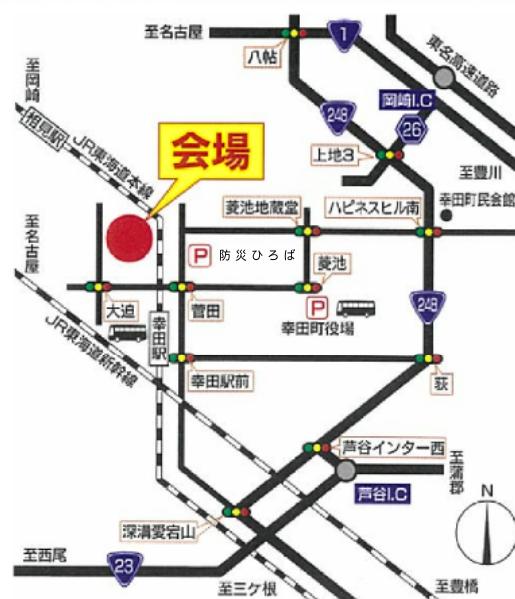 至名古屋
1
八帖
東名高速道路
至岡崎
248
岡崎I.C
26
相見駅
JR東海道本線
会場
上地3
至豊川
菱池地蔵堂
ハピネスヒル南
幸田町民会館
至名古屋
P
防災ひろば
菱池
大迫
菅田
P
幸田町役場
248
JR東海道新幹線
幸田駅
幸田駅前
荻
芦谷インター西
至蒲郡
芦谷I.C
N
深溝愛宕山
至西尾
23
至三ケ根
至豊橋